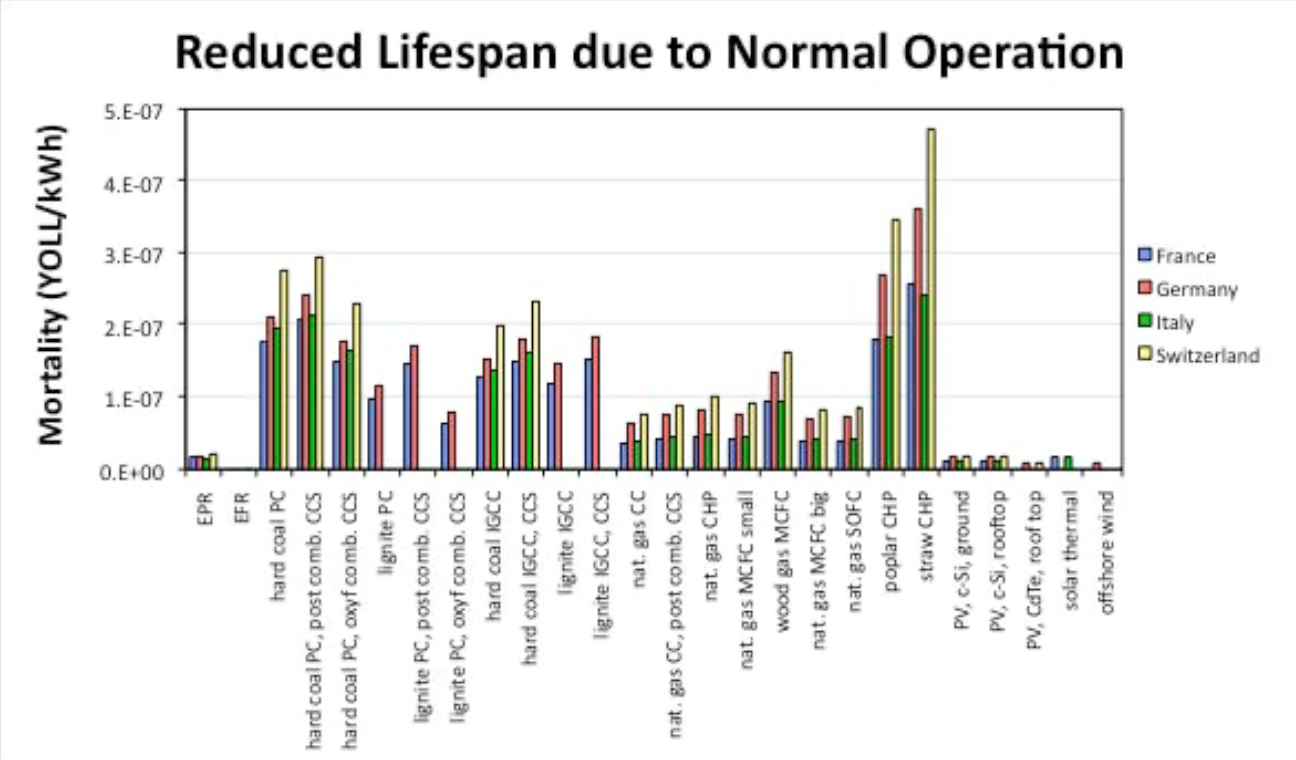 Reduced Lifespan due to Normal Operation
Mortality (YOLL/kWh)
5.E-07
4.E-07
3.E-07
2.E-07
1.E-07
0.E+00
EPR
EFR
hard coal PC
hard coal PC, post comb. CCS
hard coal PC, oxyf comb. CCS
lignite PC
lignite PC, post comb. CCS
lignite PC, oxyf comb. CCS
hard coal IGCC
hard coal IGCC, CCS
lignite IGCC
lignite IGCC, CCS
nat. gas CC
nat. gas CC, post comb. CCS
nat. gas CHP
nat. gas MCFC small
wood gas MCFC
nat. gas MCFC big
nat. gas SOFC
poplar CHP
straw CHP
PV, c-Si, ground
PV, c-Si, rooftop
PV, CdTe, roof top
solar thermal
offshore wind
France
Germany
Italy
Switzerland